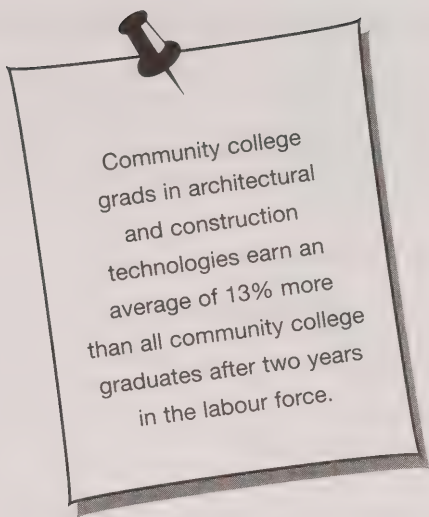 Community college
grads in architectural
and construction
technologies earn an
average of 13% more
than all community college
graduates after two years
in the labour force.